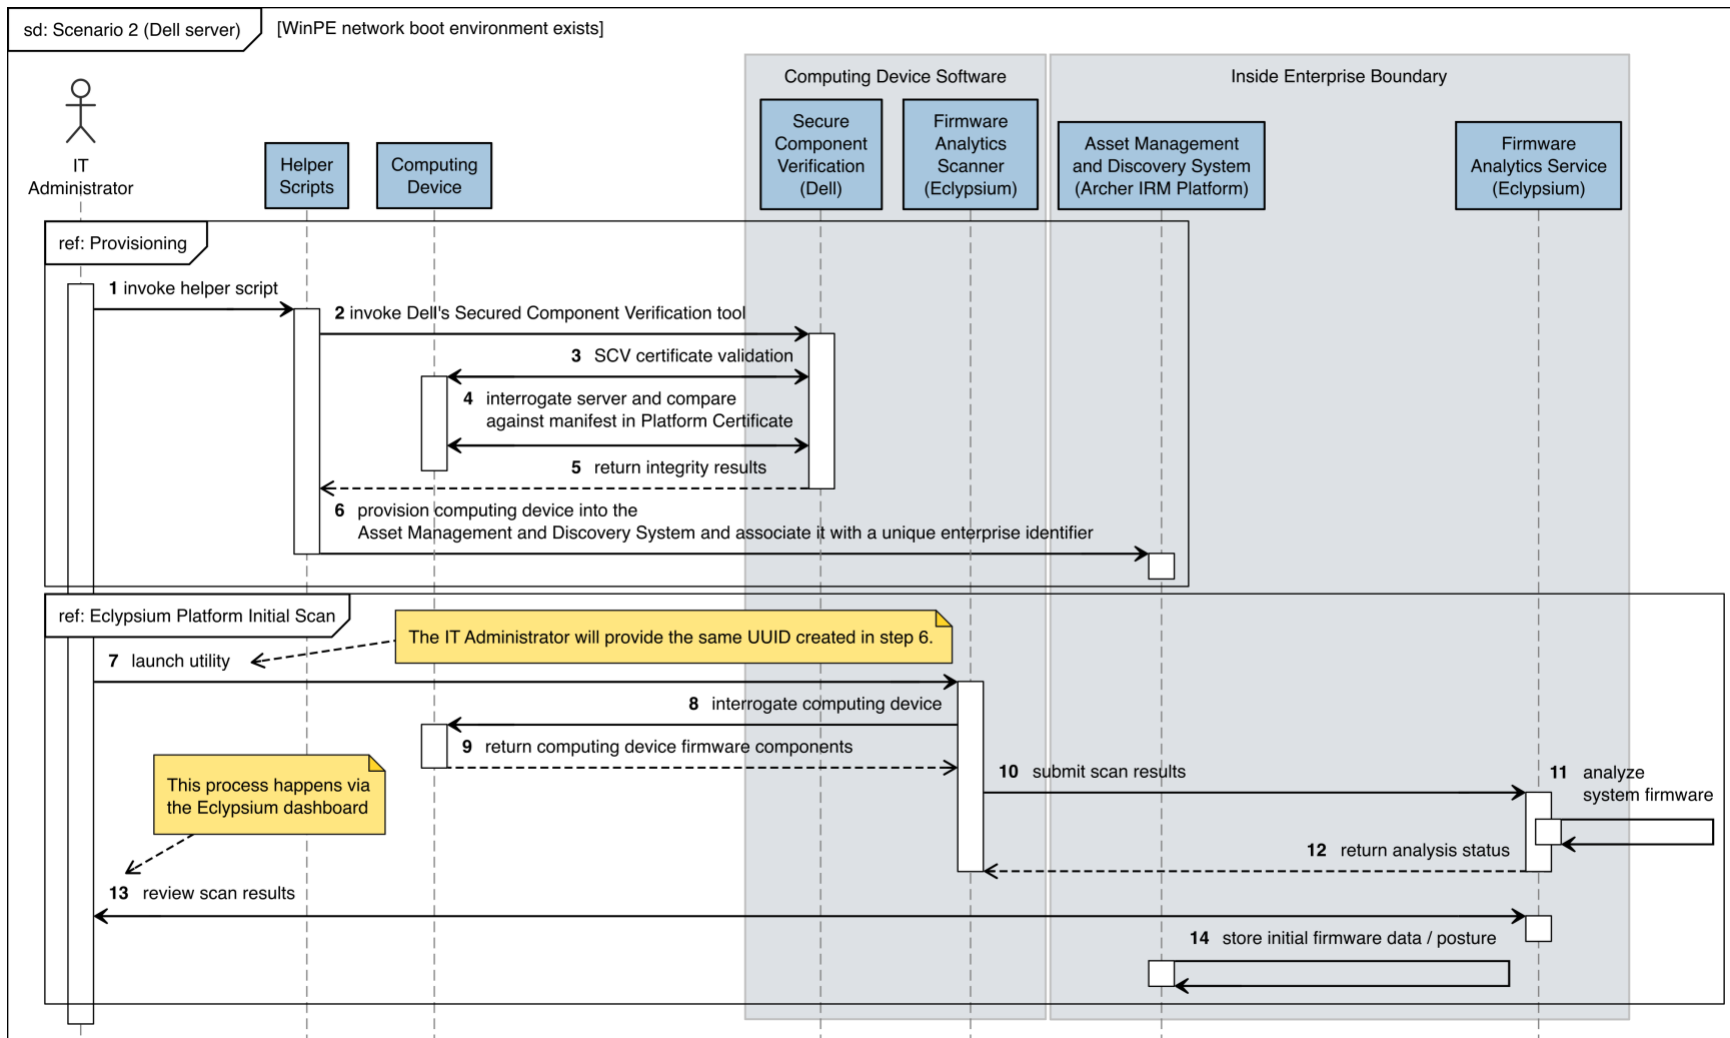 sd: Scenario 2 (Dell server)
[WinPE network boot environment exists]
Computing Device Software
Inside Enterprise Boundary
IT
Administrator
Helper
Scripts
Computing
Device
Secure
Component
Verification
(Dell)
Firmware
Analytics
Scanner
(Eclypsium)
Asset Management
and Discovery System
(Archer IRM Platform)
Firmware
Analytics Service
(Eclypsium)
ref: Provisioning
1 invoke helper script
2 invoke Dell's Secured Component Verification tool
3 SCV certificate validation
4 interrogate server and compare
against manifest in Platform Certificate
5 return integrity results
6 provision computing device into the
Asset Management and Discovery System and associate it with a unique enterprise identifier
ref: Eclypsium Platform Initial Scan
The IT Administrator will provide the same UUID created in step 6.
7 launch utility
8 interrogate computing device
9 return computing device firmware components
This process happens via
the Eclypsium dashboard
10 submit scan results
11 analyze
system firmware
12 return analysis status
13 review scan results
14 store initial firmware data / posture